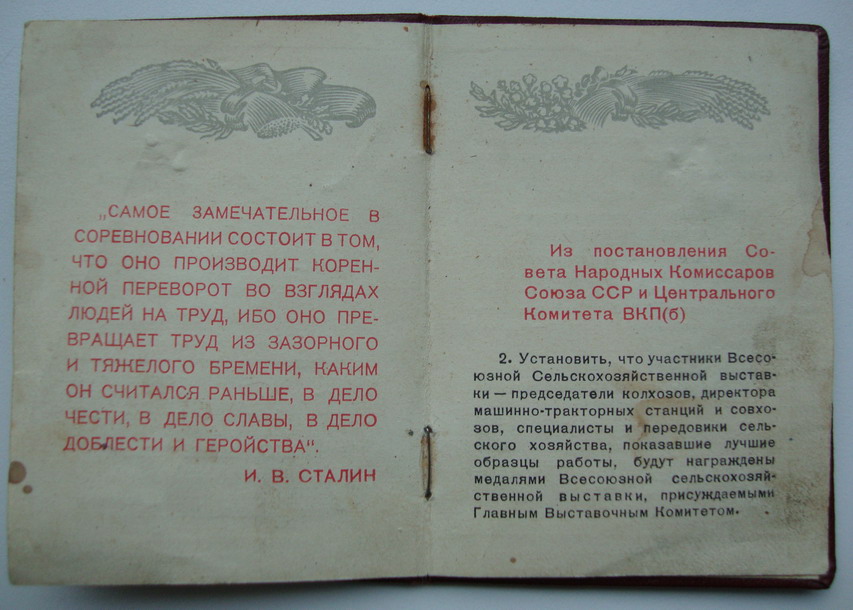 „САМОЕ ЗАМЕЧАТЕЛЬНОЕ В
СОРЕВНОВАНИИ СОСТОИТ В ТОМ,
ЧТО ОНО ПРОИЗВОДИТ КОРЕН-
НОЙ ПЕРЕВОРОТ ВО ВЗГЛЯДАХ
ЛЮДЕЙ НА ТРУД, ИБО ОНО ПРЕ-
ВРАЩАЕТ ТРУД ИЗ ЗАЗОРНОГО
И ТЯЖЕЛОГО БРЕМЕНИ, КАКИМ
ОН СЧИТАЛСЯ РАНЬШЕ, В ДЕЛО
ЧЕСТИ, В ДЕЛО СЛАВЫ, В ДЕЛО
ДОБЛЕСТИ И ГЕРОЙСТВА“.
И. В. СТАЛИН
Из постановления Со-
вета Народных Комиссаров
Союза ССР и Центрального
Комитета ВКП(б)
2. Установить, что участники Всесо-
юзной Сельскохозяйственной выстав-
ки — председатели колхозов, директора
машинно-тракторных станций и совхо-
зов, специалисты и передовики сель-
ского хозяйства, показавшие лучшие
образцы работы, будут награждены
медалями Всесоюзной сельскохозяй-
ственной выставки, присуждаемыми
Главным Выставочным Комитетом.